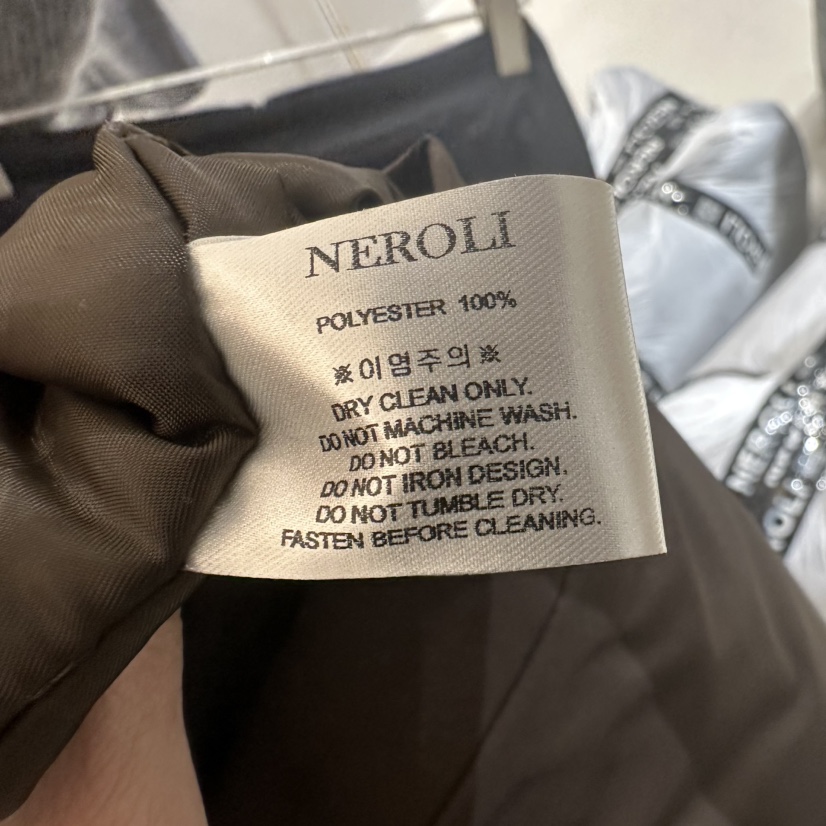 NEROLI
POLYESTER 100%
※이염주의※
DRY CLEAN ONLY.
DO NOT MACHINE WASH.
DO NOT BLEACH.
DO NOT IRON DESIGN.
DO NOT TUMBLE DRY.
FASTEN BEFORE CLEANING.